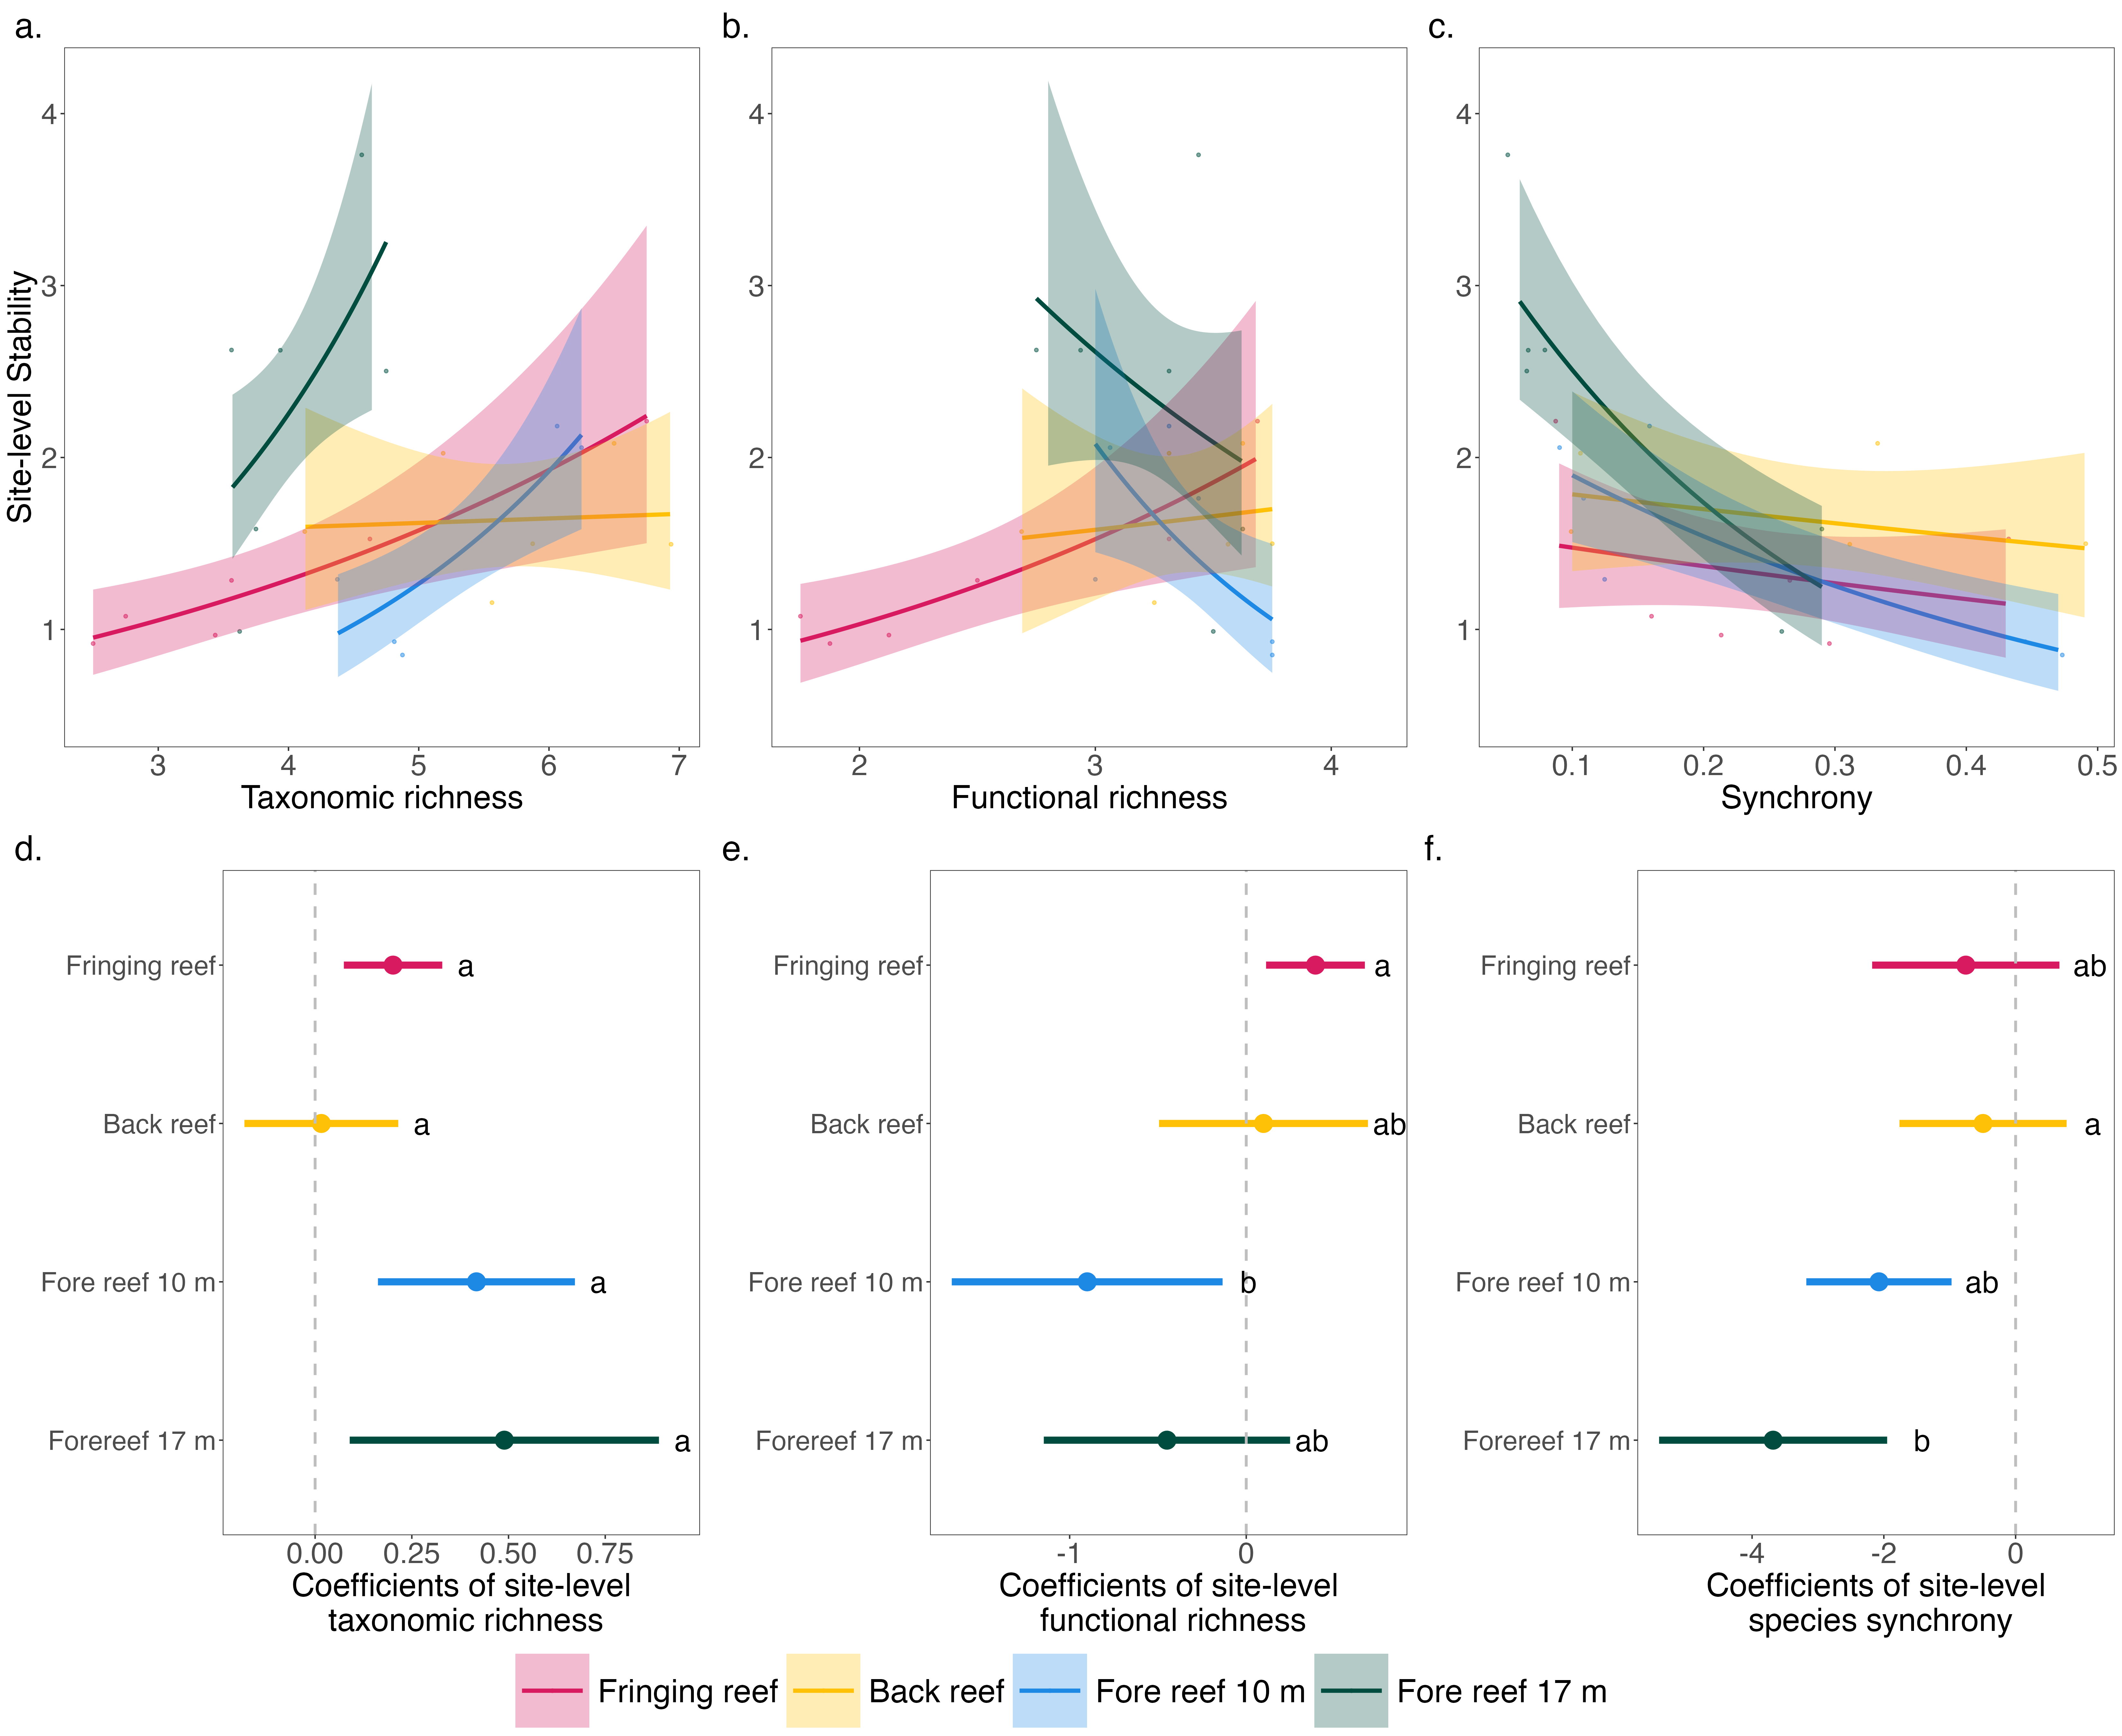 a.
b.
c.
Site-level Stability
4
3
2
1
3 4 5 6 7
Taxonomic richness
4
3
2
1
2 3 4
Functional richness
4
3
2
1
0.1 0.2 0.3 0.4 0.5
Synchrony
d.
Fringing reef a
Back reef a
Fore reef 10 m a
Forereef 17 m a
0.00 0.25 0.50 0.75
Coefficients of site-level
taxonomic richness
e.
Fringing reef a
Back reef ab
Fore reef 10 m b
Forereef 17 m ab
-1 0
Coefficients of site-level
functional richness
f.
Fringing reef ab
Back reef a
Fore reef 10 m ab
Forereef 17 m b
-4 -2 0
Coefficients of site-level
species synchrony
Fringing reef Back reef Fore reef 10 m Fore reef 17 m